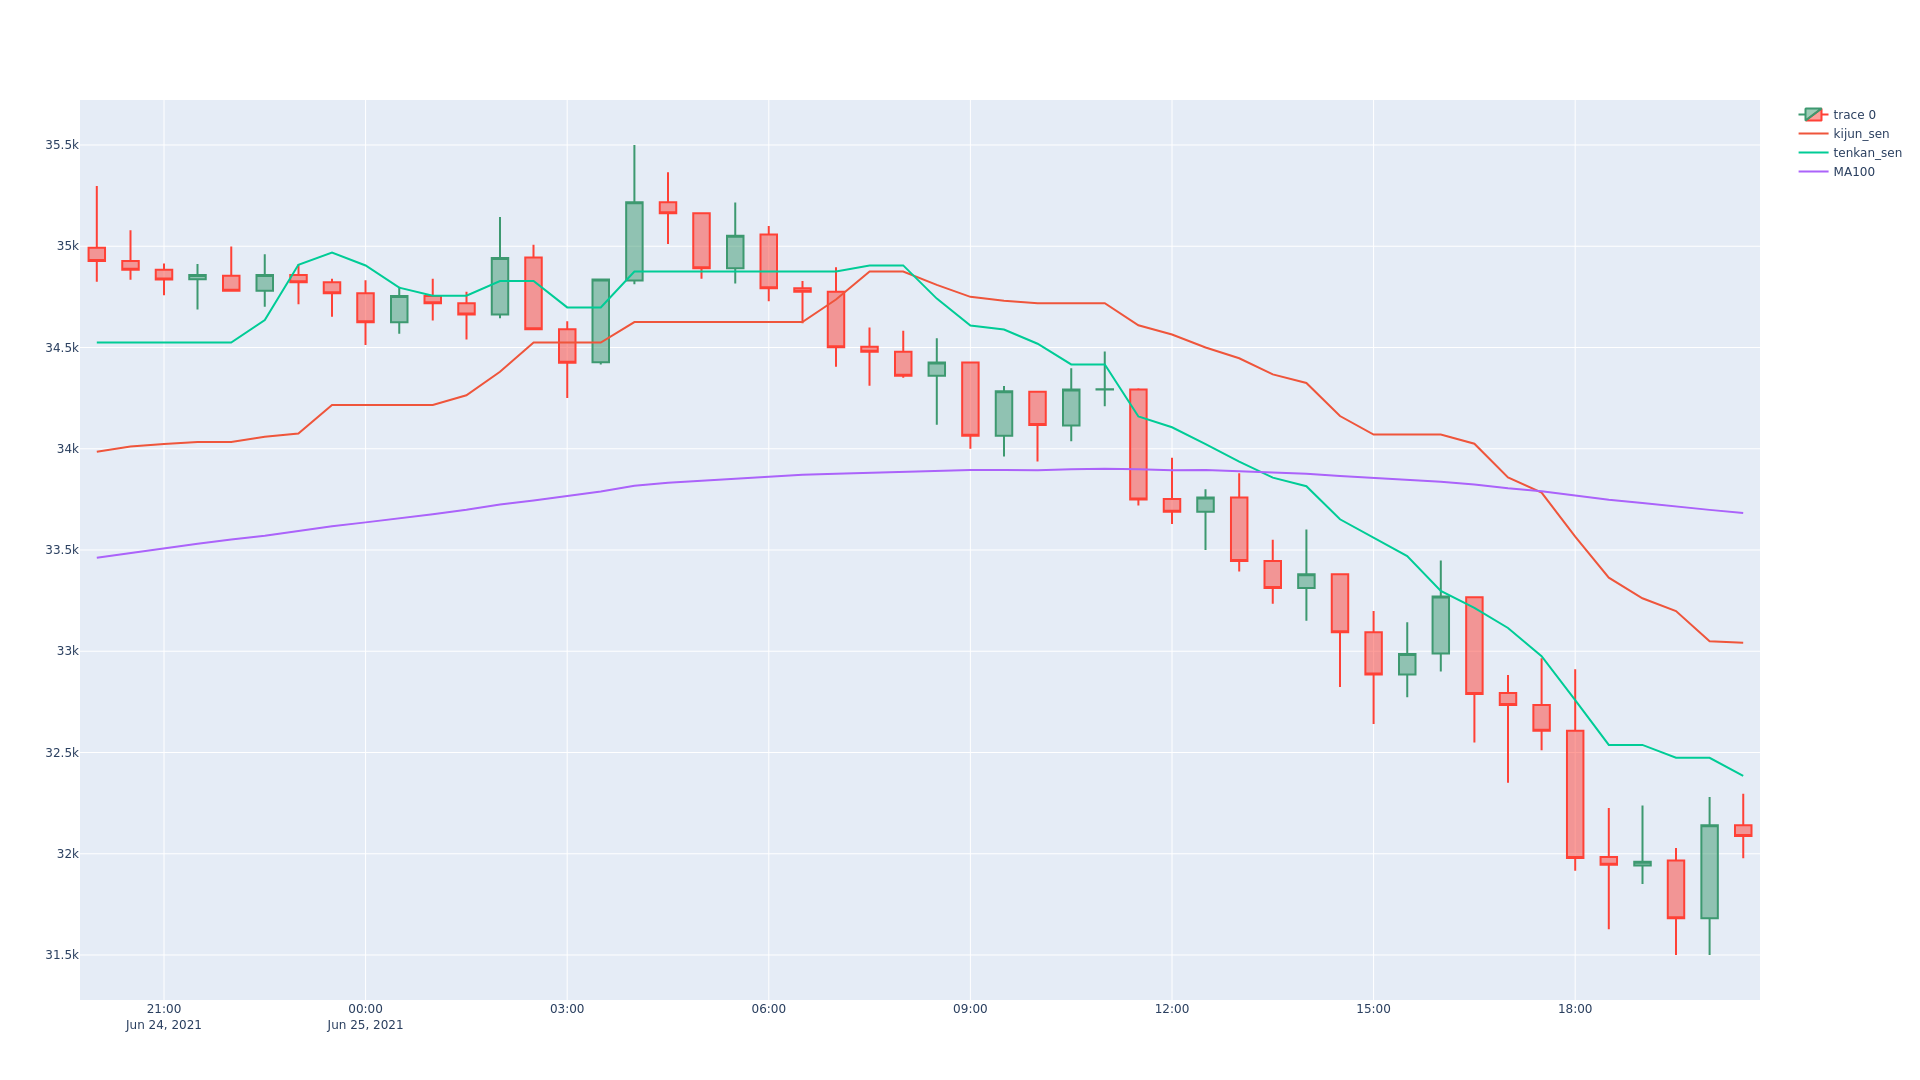 trace 0
kijun_sen
tenkan_sen
MA100
35.5k
35k
34.5k
34k
33.5k
33k
32.5k
32k
31.5k
21:00 00:00 03:00 06:00 09:00 12:00 15:00 18:00
Jun 24, 2021 Jun 25, 2021